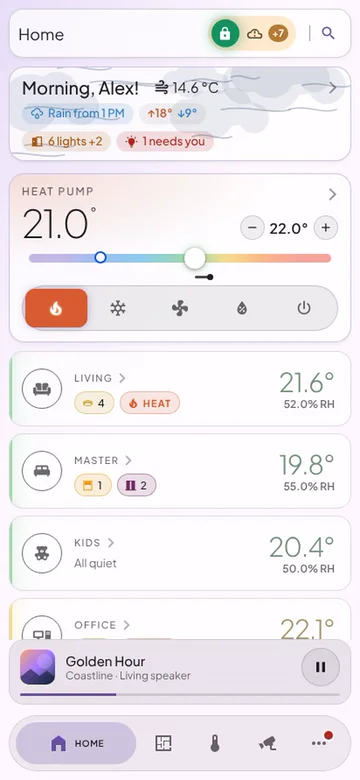 Home
+7
Morning, Alex! 14.6 °C
Rain from 1 PM ↑18° ↓9°
6 lights +2 1 needs you
HEAT PUMP
21.0°
− 22.0° +
LIVING
21.6°
4 HEAT
52.0% RH
MASTER
19.8°
1 2
55.0% RH
KIDS
20.4°
All quiet
50.0% RH
OFFICE
22.1°
Golden Hour
Coastline · Living speaker
HOME